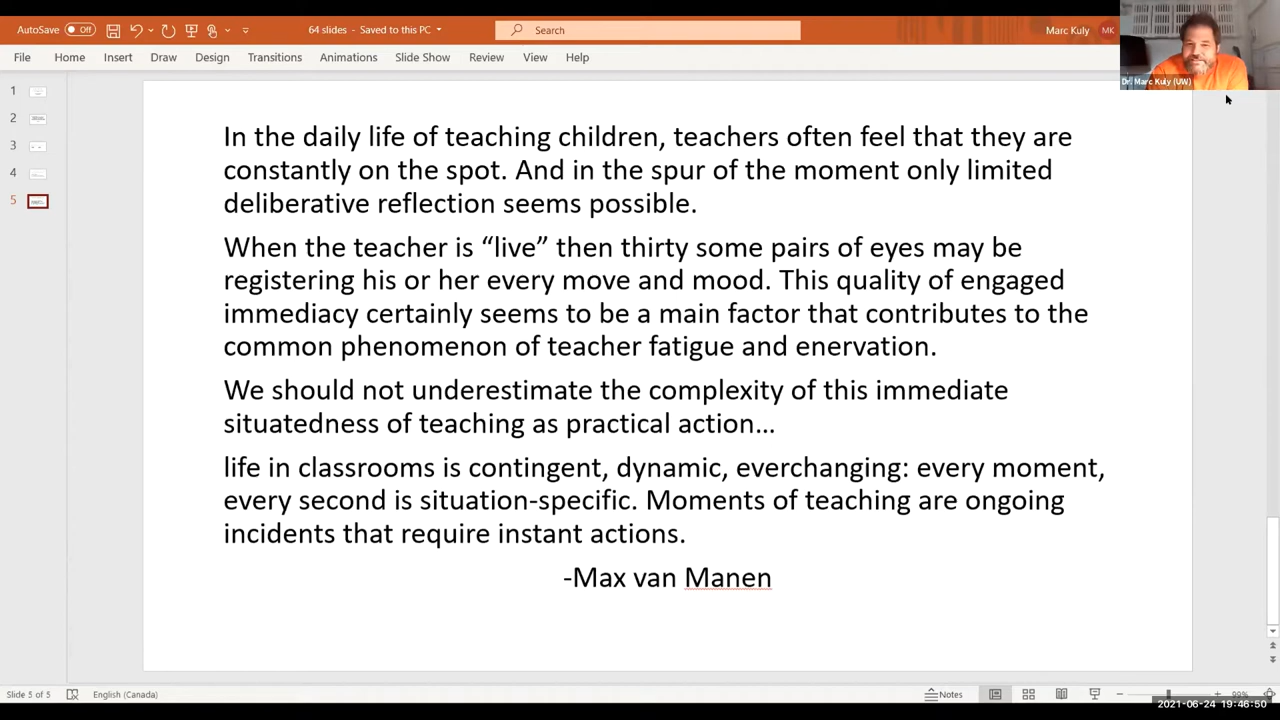 AutoSave Off 64 slides - Saved to this PC Search Marc Kuly MK
File Home Insert Draw Design Transitions Animations Slide Show Review View Help
Dr. Marc Kuly (UW)
1
2
3
4
5
In the daily life of teaching children, teachers often feel that they are
constantly on the spot. And in the spur of the moment only limited
deliberative reflection seems possible.
When the teacher is “live” then thirty some pairs of eyes may be
registering his or her every move and mood. This quality of engaged
immediacy certainly seems to be a main factor that contributes to the
common phenomenon of teacher fatigue and enervation.
We should not underestimate the complexity of this immediate
situatedness of teaching as practical action…
life in classrooms is contingent, dynamic, everchanging: every moment,
every second is situation-specific. Moments of teaching are ongoing
incidents that require instant actions.
-Max van Manen
Slide 5 of 5 English (Canada) Notes 99%
2021-06-24 19:46:50